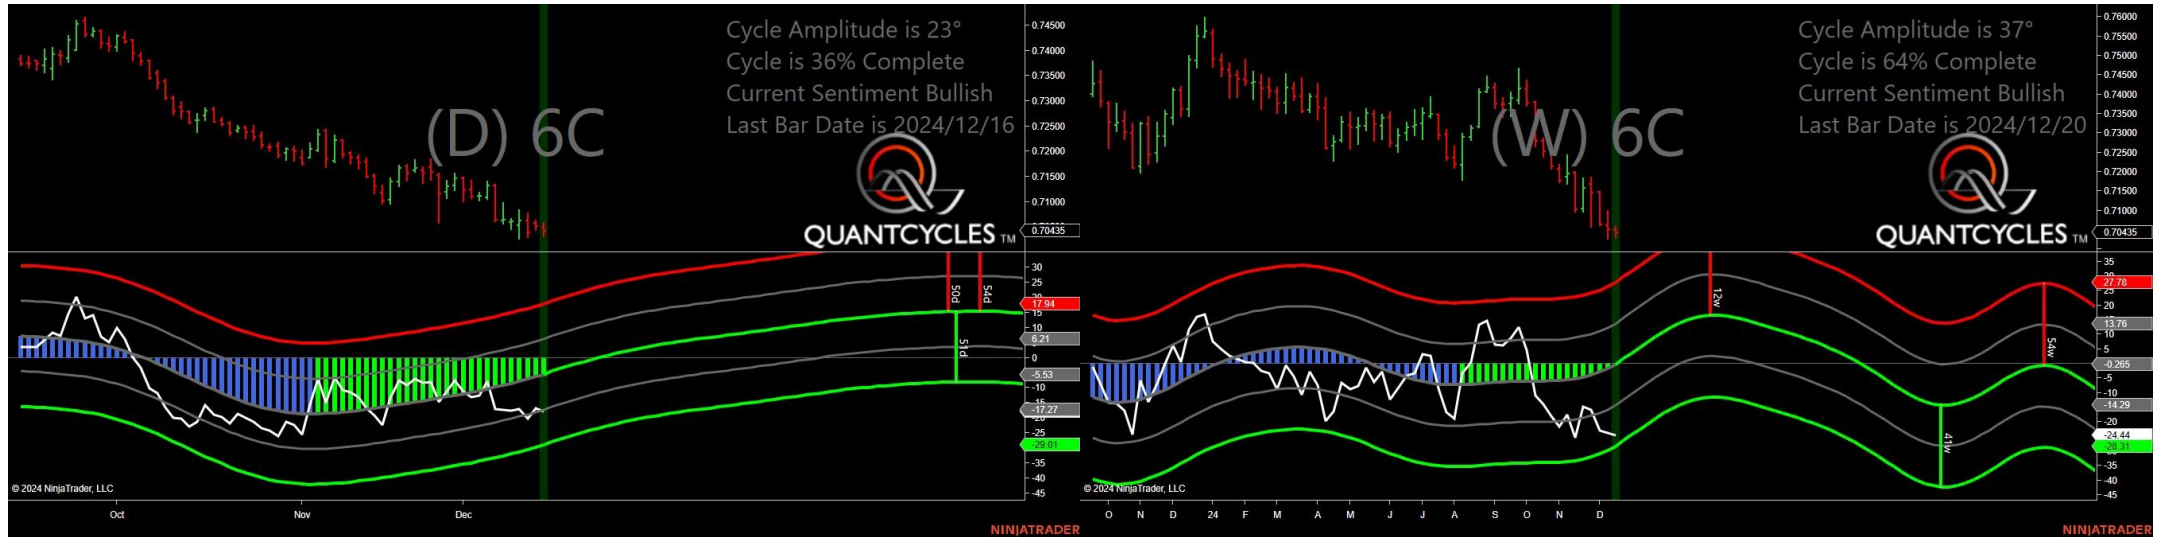 Cycle Amplitude is 23°
Cycle is 36% Complete
Current Sentiment Bullish
Last Bar Date is 2024/12/16
(D) 6C
QUANTCYCLES TM
0.74500
0.74000
0.73500
0.73000
0.72500
0.72000
0.71500
0.71000
0.70435
30
25
17.94
15
10
6.21
0
-5.53
-10
-15
-17.27
-25
-29.01
-35
-40
-45
50d
54d
51d
© 2024 NinjaTrader, LLC
Oct
Nov
Dec
NINJATRADER
Cycle Amplitude is 37°
Cycle is 64% Complete
Current Sentiment Bullish
Last Bar Date is 2024/12/20
(W) 6C
QUANTCYCLES TM
0.76000
0.75500
0.75000
0.74500
0.74000
0.73500
0.73000
0.72500
0.72000
0.71500
0.71000
0.70435
35
27.78
20
13.76
10
5
-0.265
-5
-10
-14.29
-20
-24.44
-28.31
-35
-40
-45
12w
54w
41w
© 2024 NinjaTrader, LLC
O N D 24 F M A M J J A S O N D
NINJATRADER